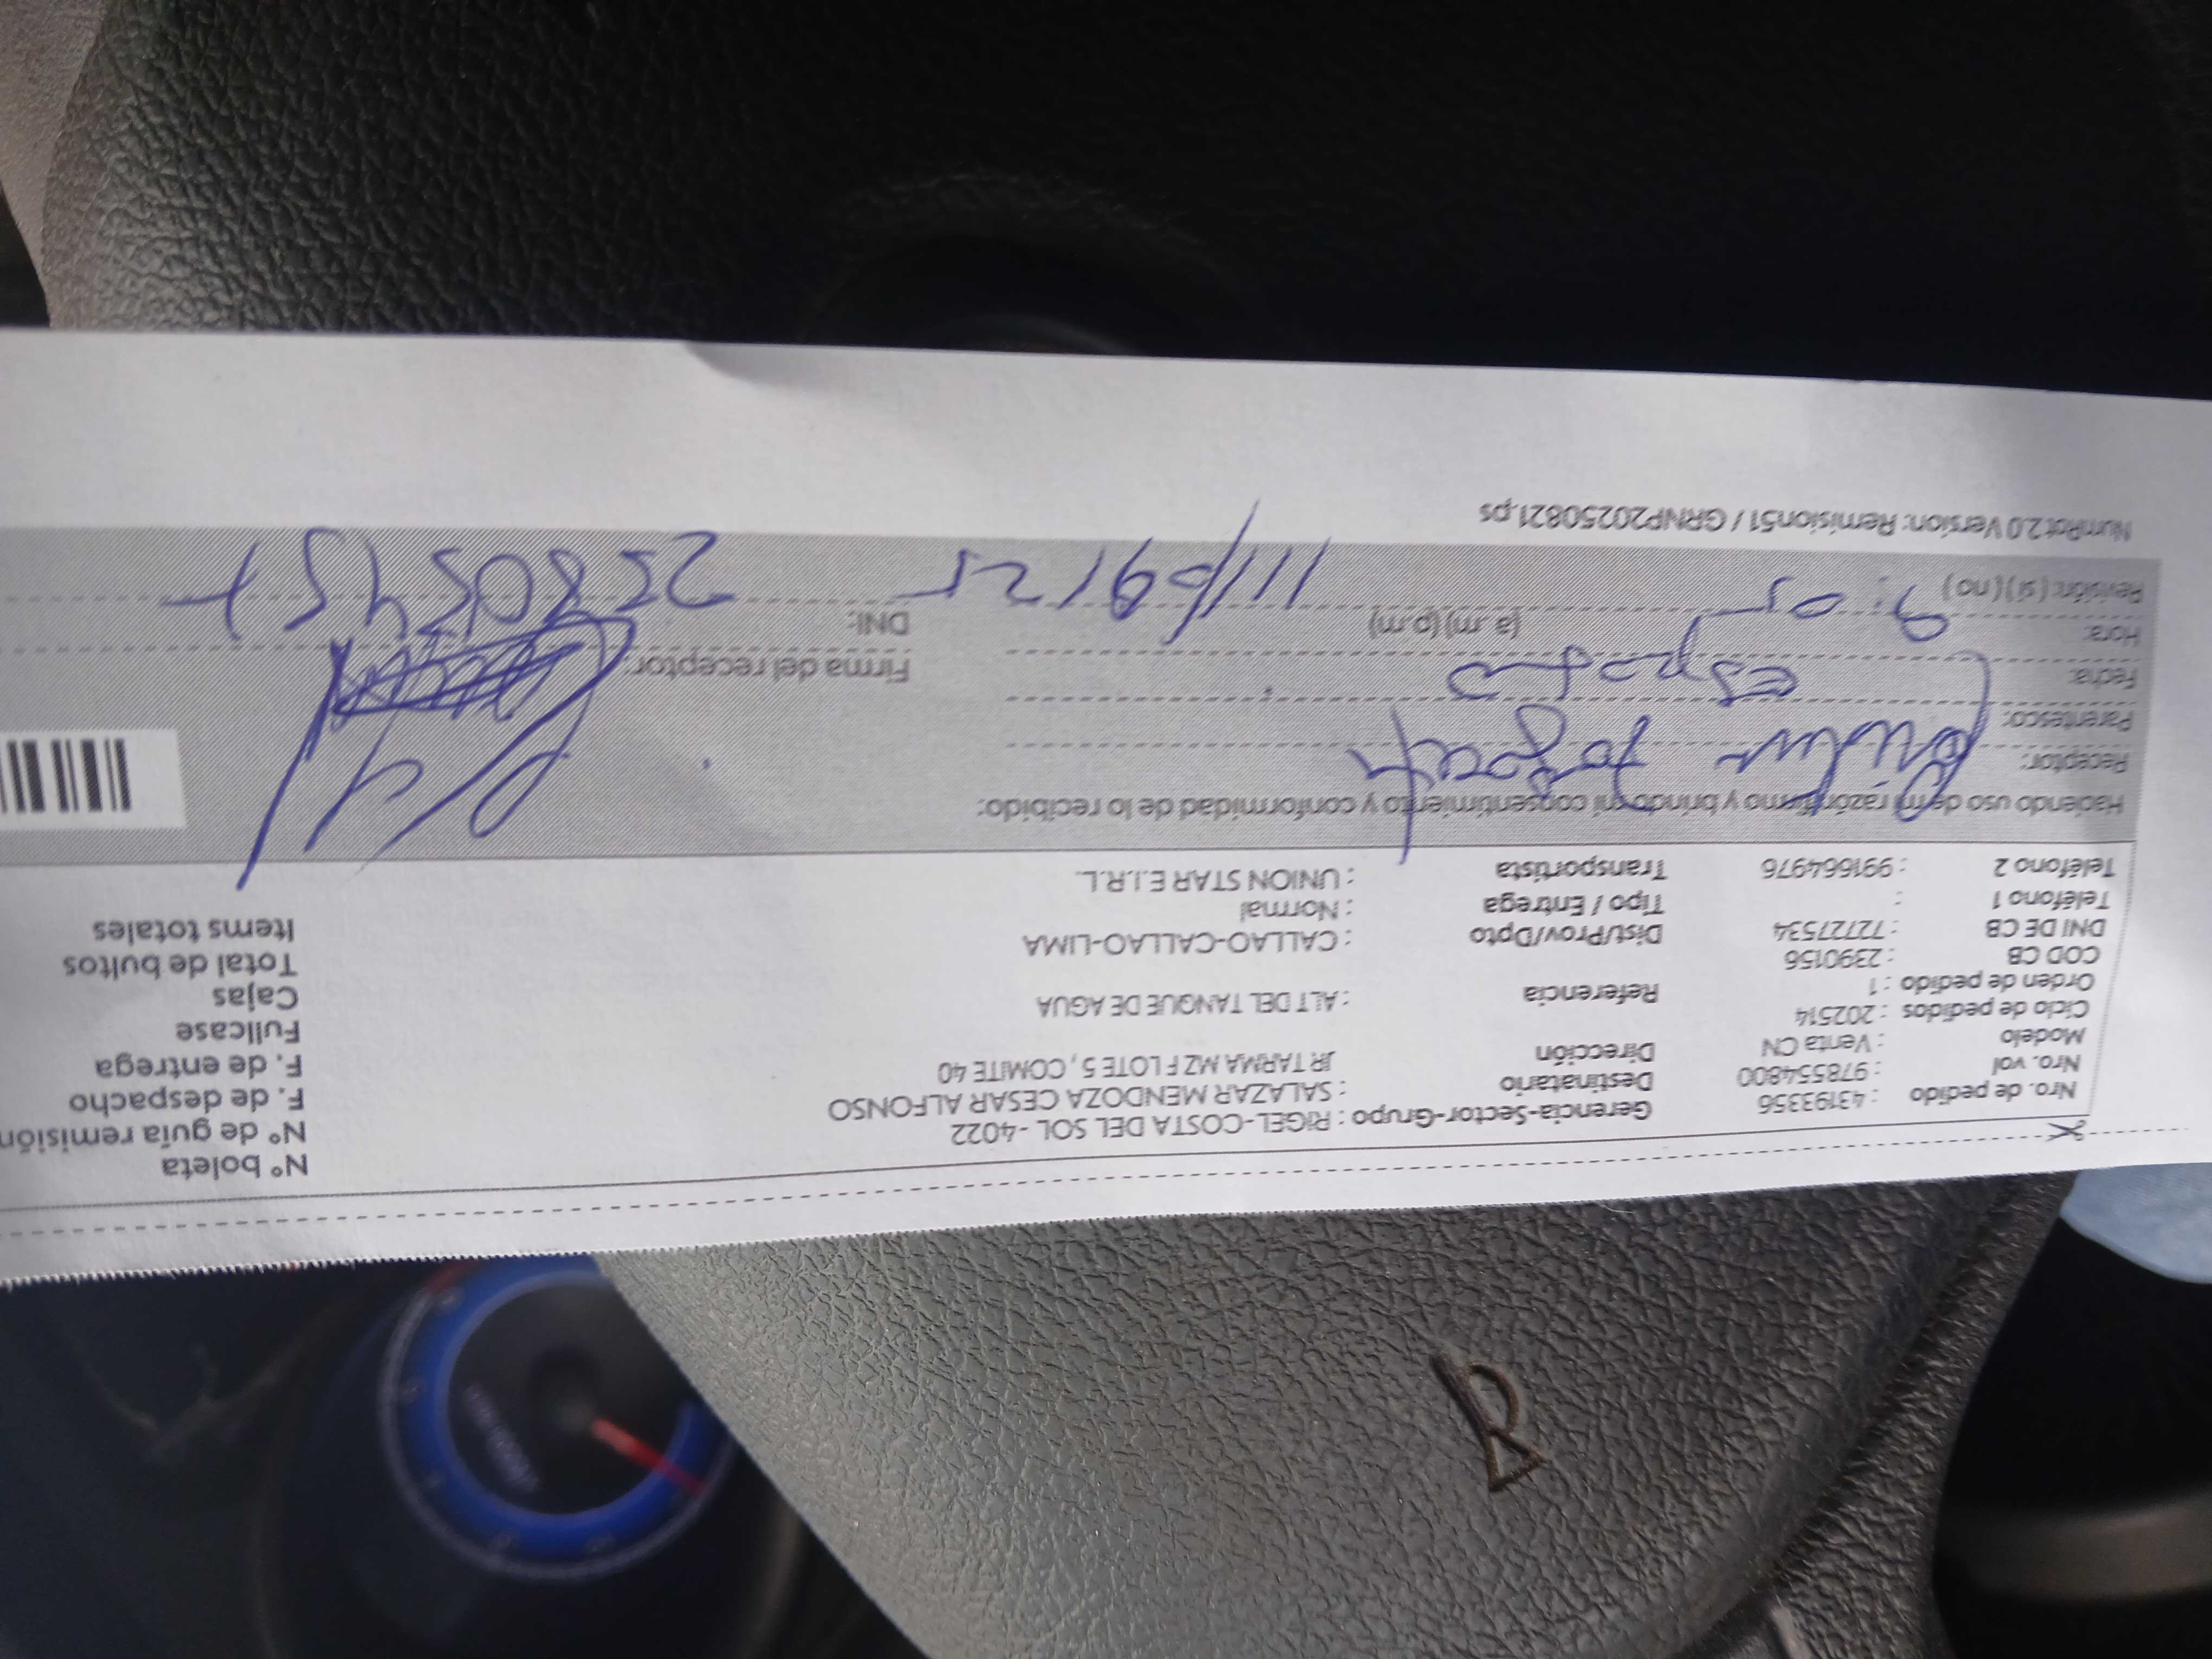 Nro. de pedido : 43193356 Gerencia-Sector-Grupo : RIGEL-COSTA DEL SOL - 4022 N° boleta
Nro. vol : 978554800 Destinatario : SALAZAR MENDOZA CESAR ALFONSO N° de guía remisión
Modelo : Venta CN Dirección JR TARMA MZ F LOTE 5 , COMITE 40 F. de despacho
Ciclo de pedidos : 202514 F. de entrega
Orden de pedido : 1 Referencia : ALT DEL TANQUE DE AGUA Fullcase
COD CB : 2390156 Cajas
DNI DE CB : 72727534 Dist/Prov/Dpto : CALLAO-CALLAO-LIMA Total de bultos
Teléfono 1 : Tipo / Entrega : Normal Items totales
Teléfono 2 : 991664976 Transportista : UNION STAR E.I.R.L.
Haciendo uso de mi razón firmo y brindo mi consentimiento y conformidad de lo recibido:
Receptor:
Parentesco: esposo
Fecha: Firma del receptor:
Hora: 9:05 (a .m) (p.m) 11/09/25 DNI:
Revisión: ( si ) ( no )
NumRot2.0 Version: Remision51 / GRNP20250821.ps